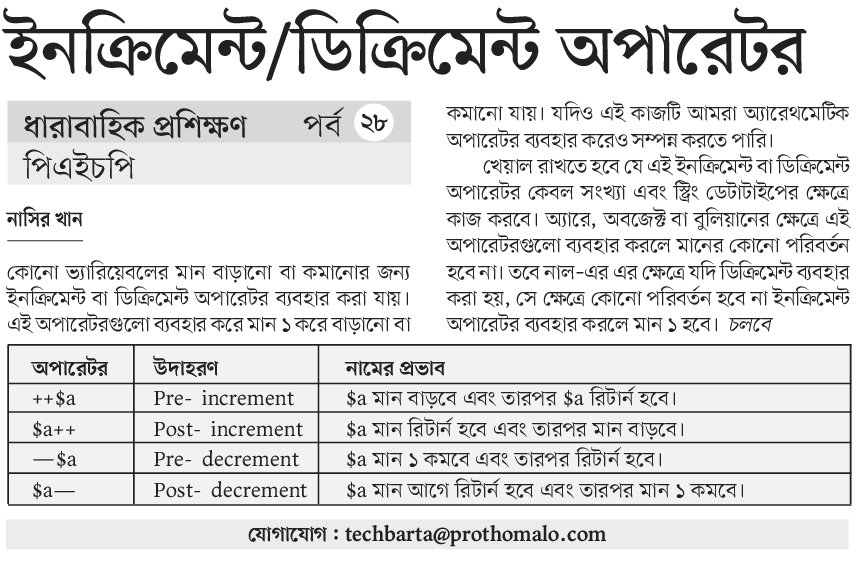 ইনক্রিমেন্ট/ডিক্রিমেন্ট অপারেটর
ধারাবাহিক প্রশিক্ষণ পর্ব ২৮
পিএইচপি
নাসির খান
কোনো ভ্যারিয়েবলের মান বাড়ানো বা কমানোর জন্য
ইনক্রিমেন্ট বা ডিক্রিমেন্ট অপারেটর ব্যবহার করা যায়।
এই অপারেটরগুলো ব্যবহার করে মান ১ করে বাড়ানো বা
কমানো যায়। যদিও এই কাজটি আমরা অ্যারেথমেটিক
অপারেটর ব্যবহার করেও সম্পন্ন করতে পারি।
খেয়াল রাখতে হবে যে এই ইনক্রিমেন্ট বা ডিক্রিমেন্ট
অপারেটর কেবল সংখ্যা এবং স্ট্রিং ডেটাটাইপের ক্ষেত্রে
কাজ করবে। অ্যারে, অবজেক্ট বা বুলিয়ানের ক্ষেত্রে এই
অপারেটরগুলো ব্যবহার করলে মানের কোনো পরিবর্তন
হবে না। তবে নাল-এর এর ক্ষেত্রে যদি ডিক্রিমেন্ট ব্যবহার
করা হয়, সে ক্ষেত্রে কোনো পরিবর্তন হবে না ইনক্রিমেন্ট
অপারেটর ব্যবহার করলে মান ১ হবে। চলবে
অপারেটর উদাহরণ নামের প্রভাব
++$a Pre- increment $a মান বাড়বে এবং তারপর $a রিটার্ন হবে।
$a++ Post- increment $a মান রিটার্ন হবে এবং তারপর মান বাড়বে।
—$a Pre- decrement $a মান ১ কমবে এবং তারপর রিটার্ন হবে।
$a— Post- decrement $a মান আগে রিটার্ন হবে এবং তারপর মান ১ কমবে।
যোগাযোগ : techbarta@prothomalo.com